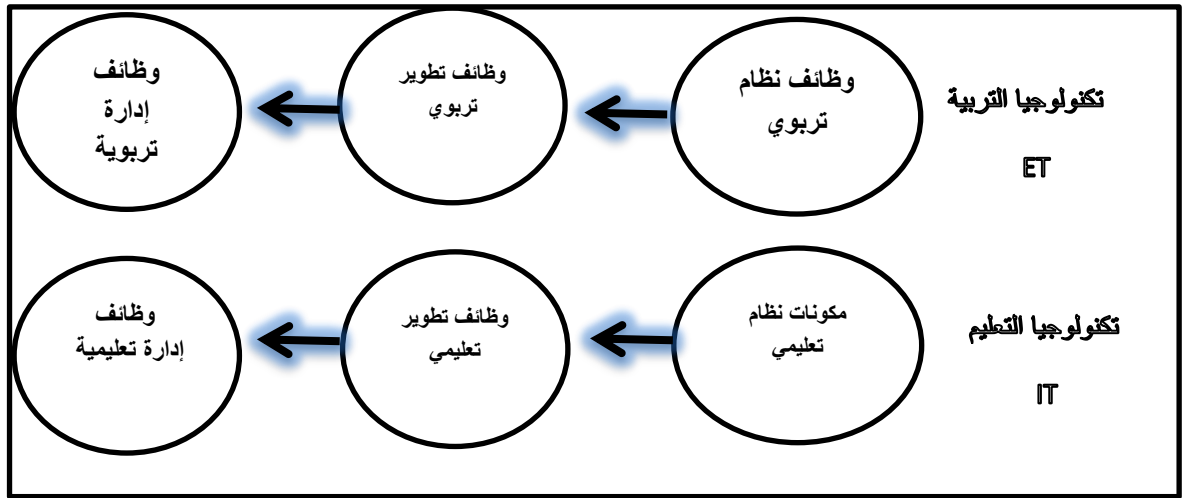 تكنولوجيا التربية
ET
وظائف نظام
تربوي
وظائف تطوير
تربوي
وظائف
إدارة
تربوية
تكنولوجيا التعليم
IT
مكونات نظام
تعليمي
وظائف تطوير
تعليمي
وظائف
إدارة تعليمية